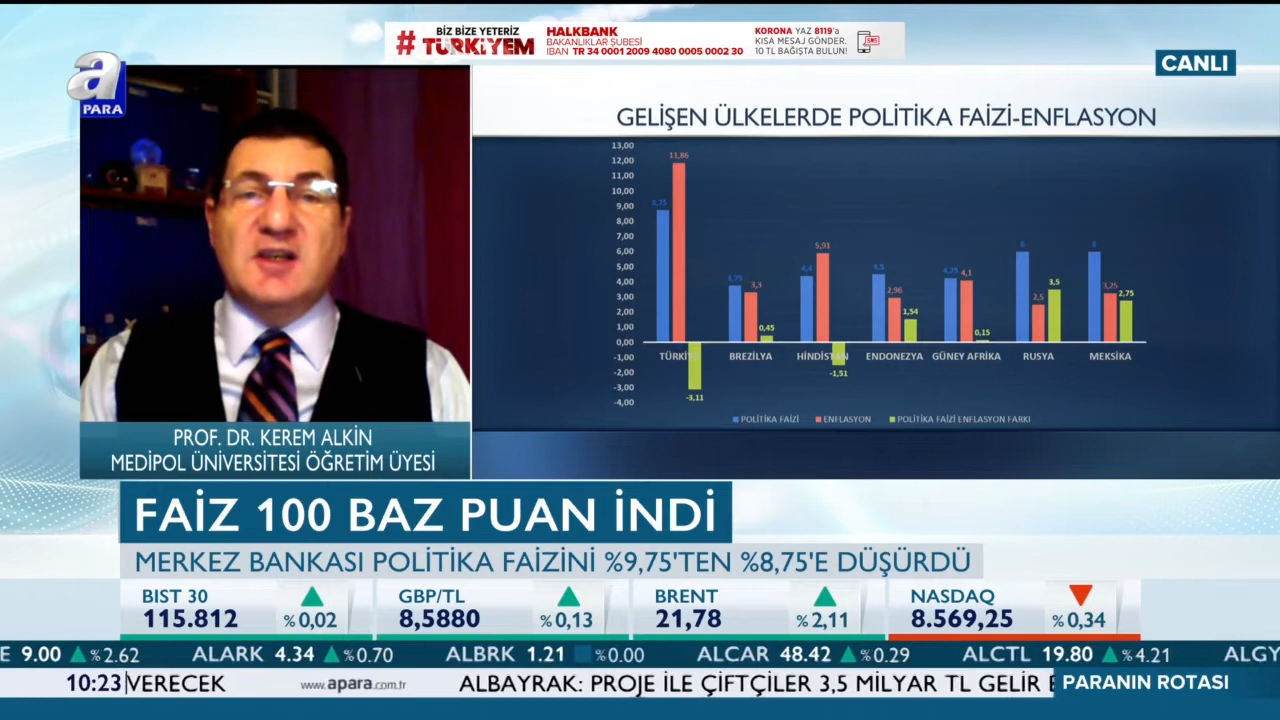 # BİZ BİZE YETERİZ TÜRKİYEM
HALKBANK
BAKANLIKLAR ŞUBESİ
IBAN TR 34 0001 2009 4080 0005 0002 30
KORONA YAZ 8119'a
KISA MESAJ GÖNDER.
10 TL BAĞIŞTA BULUN!
SMS
a
PARA
CANLI
GELİŞEN ÜLKELERDE POLİTİKA FAİZİ-ENFLASYON
13,00
12,00
11,00
10,00
9,00
8,00
7,00
6,00
5,00
4,00
3,00
2,00
1,00
0,00
-1,00
-2,00
-3,00
-4,00
8,75 11,86 -3,11
3,75 3,3 0,45
4,4 5,91 -1,51
4,5 2,96 1,54
4,25 4,1 0,15
6 2,5 3,5
6 3,25 2,75
TÜRKİYE BREZİLYA HİNDİSTAN ENDONEZYA GÜNEY AFRIKA RUSYA MEKSİKA
POLİTİKA FAİZİ ENFLASYON POLİTİKA FAİZİ ENFLASYON FARKI
PROF. DR. KEREM ALKİN
MEDİPOL ÜNİVERSİTESİ ÖĞRETİM ÜYESİ
FAİZ 100 BAZ PUAN İNDİ
MERKEZ BANKASI POLİTİKA FAİZİNİ %9,75'TEN %8,75'E DÜŞÜRDÜ
BIST 30
115.812 %0,02
GBP/TL
8,5880 %0,13
BRENT
21,78 %2,11
NASDAQ
8.569,25 %0,34
E 9.00 %2.62 ALARK 4.34 %0.70 ALBRK 1.21 %0.00 ALCAR 48.42 %0.29 ALCTL 19.80 %4.21 ALGY
10:23 VERECEK www.apara.com.tr ALBAYRAK: PROJE İLE ÇİFTÇİLER 3,5 MİLYAR TL GELİR E PARANIN ROTASI